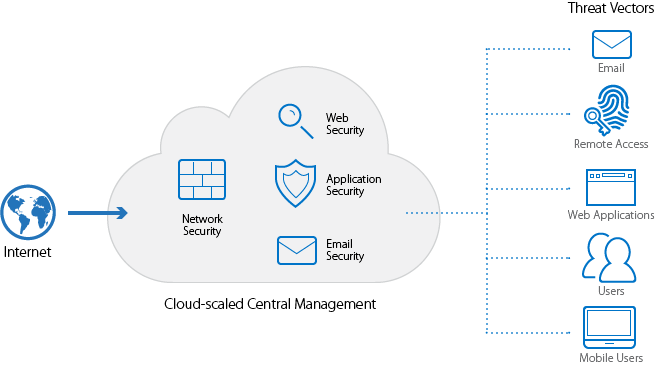 Threat Vectors
Email
Remote Access
Web Applications
Users
Mobile Users
Internet
Network
Security
Web
Security
Application
Security
Email
Security
Cloud-scaled Central Management